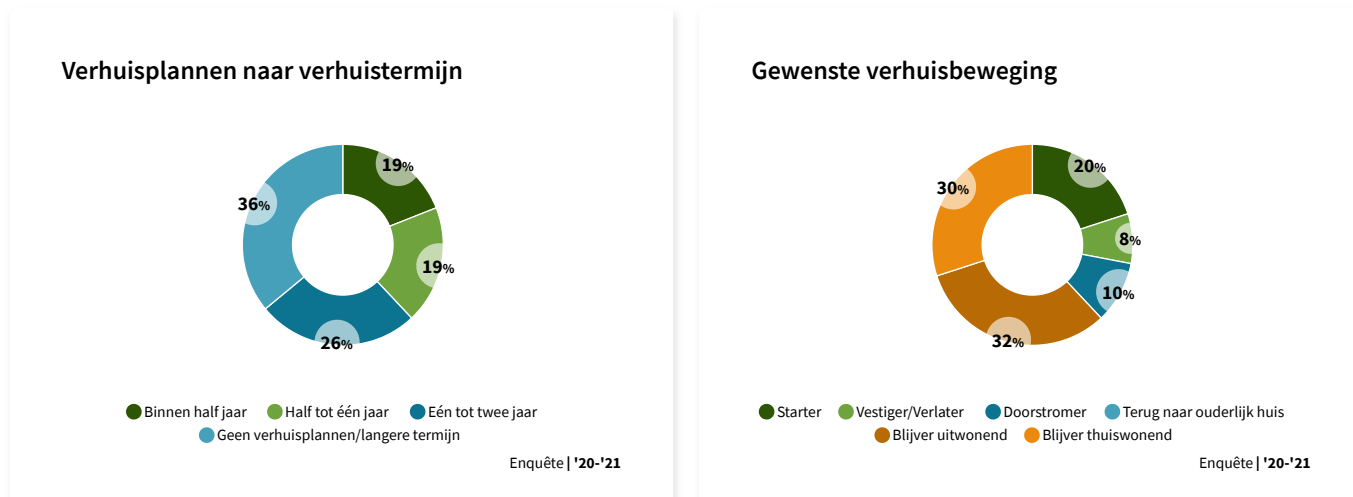 Verhuisplannen naar verhuistermijn
19%
19%
26%
36%
Binnen half jaar Half tot één jaar Eén tot twee jaar
Geen verhuisplannen/langere termijn
Enquête | '20-'21
Gewenste verhuisbeweging
20%
8%
10%
32%
30%
Starter Vestiger/Verlater Doorstromer Terug naar ouderlijk huis
Blijver uitwonend Blijver thuiswonend
Enquête | '20-'21